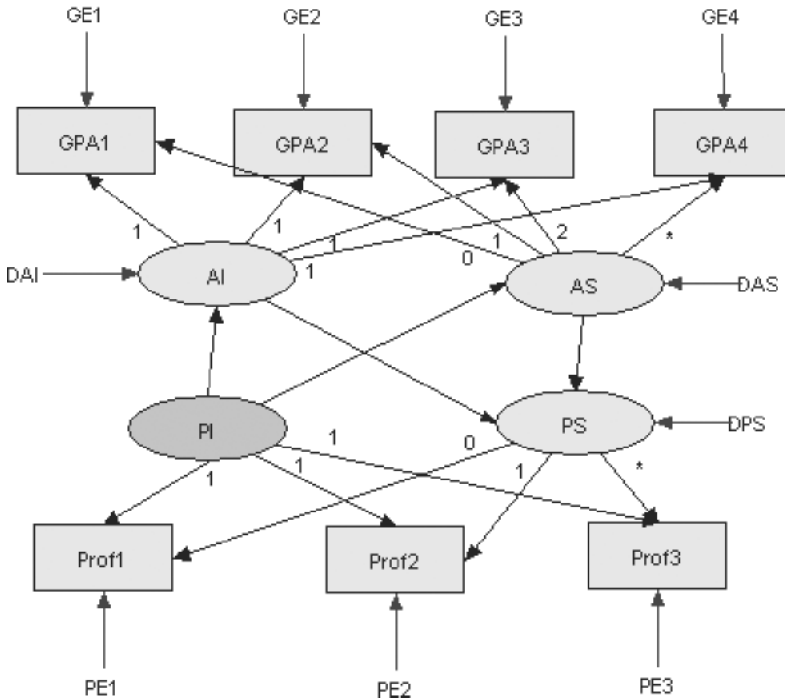 GE1
GE2
GE3
GE4
GPA1
GPA2
GPA3
GPA4
1
1
1
1
0
1
2
*
DAI
AI
AS
DAS
PI
PS
DPS
1
1
1
0
1
*
Prof1
Prof2
Prof3
PE1
PE2
PE3